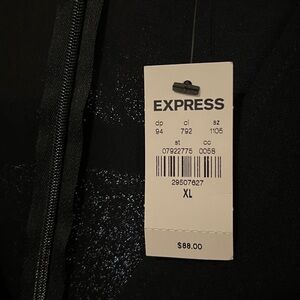 EXPRESS
dp cl sz
94 792 1105
st cc
07922775 0058
29507627
XL
$88.00